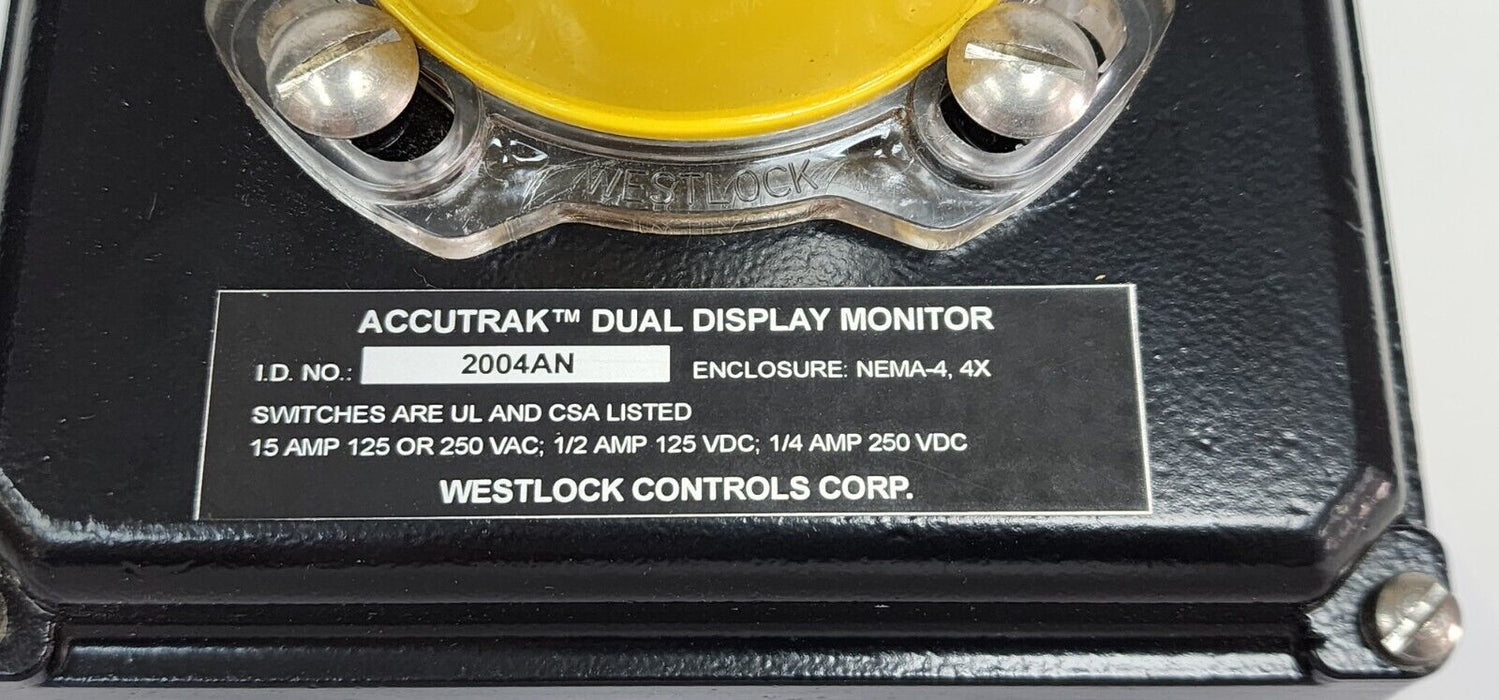 WESTLOCK
ACCUTRAK™ DUAL DISPLAY MONITOR
I.D. NO.: 2004AN ENCLOSURE: NEMA-4, 4X
SWITCHES ARE UL AND CSA LISTED
15 AMP 125 OR 250 VAC; 1/2 AMP 125 VDC; 1/4 AMP 250 VDC
WESTLOCK CONTROLS CORP.